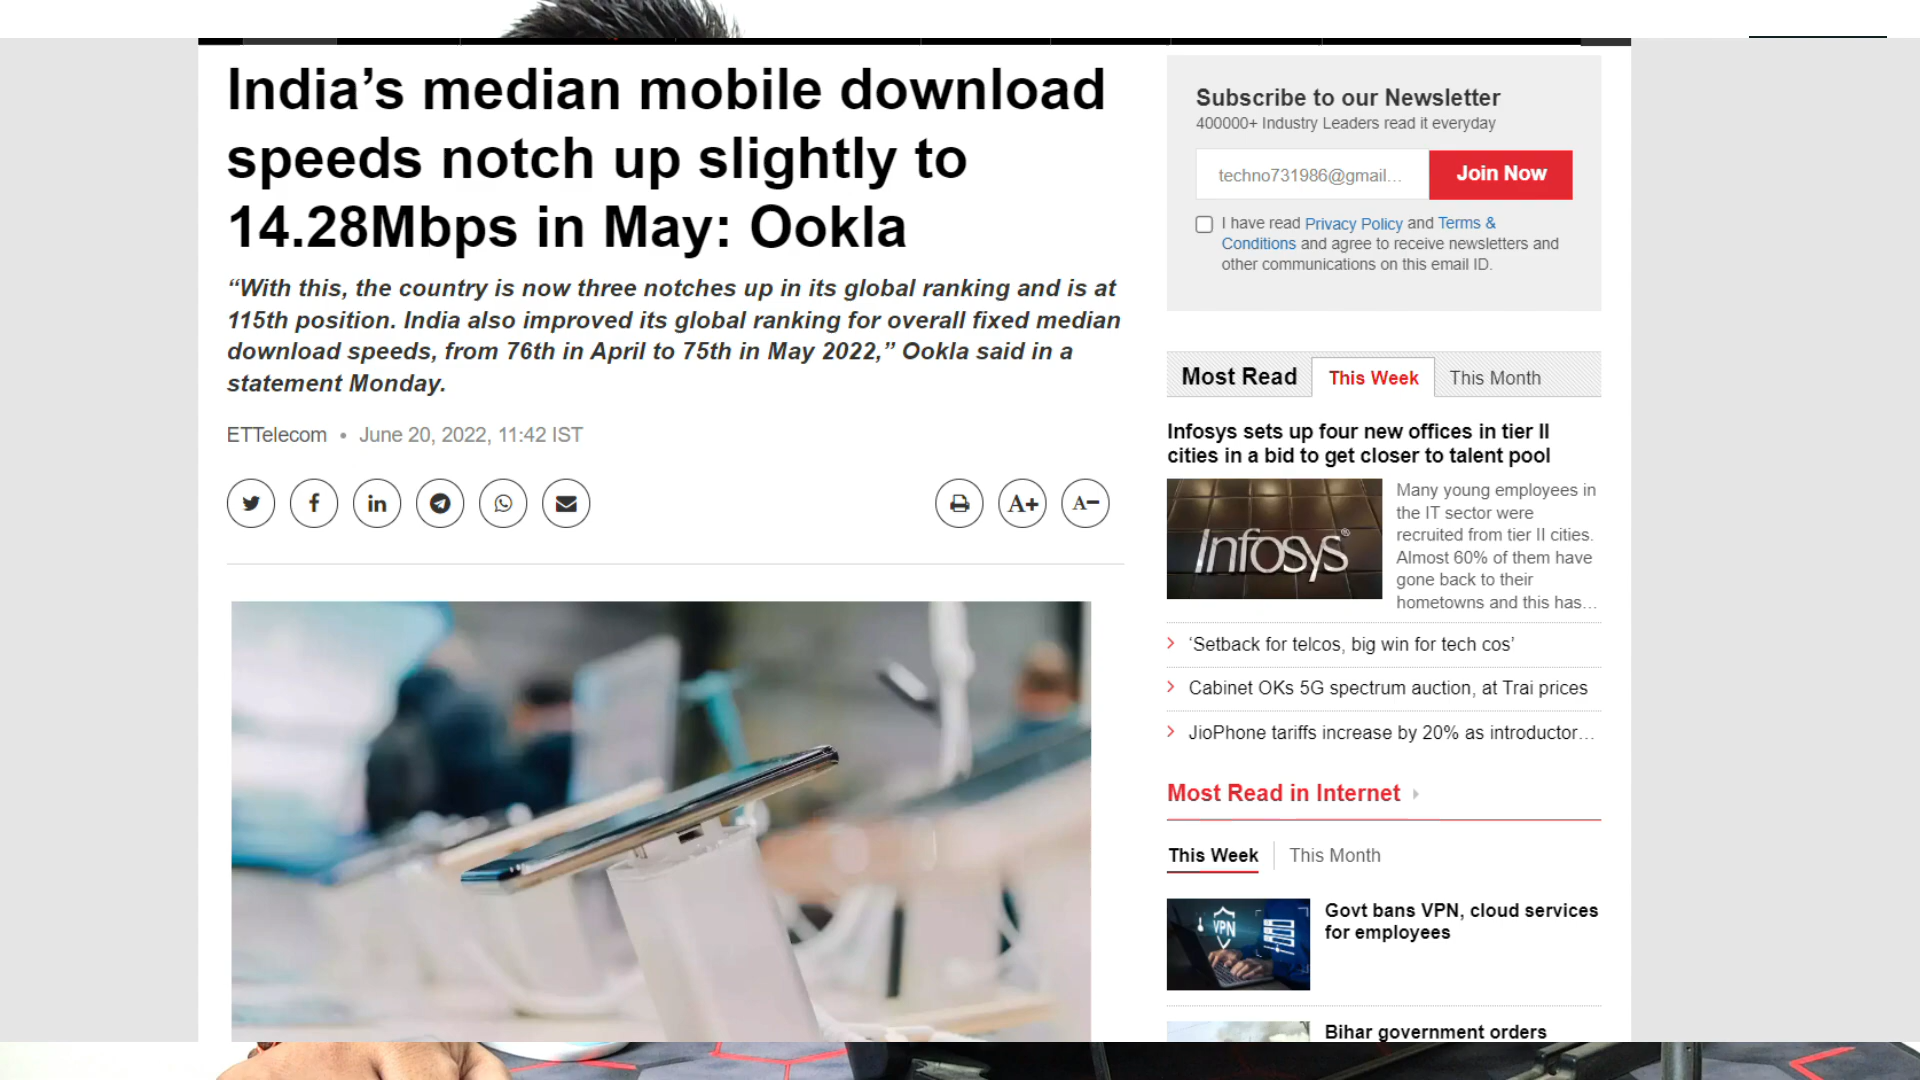 India’s median mobile download
speeds notch up slightly to
14.28Mbps in May: Ookla
“With this, the country is now three notches up in its global ranking and is at
115th position. India also improved its global ranking for overall fixed median
download speeds, from 76th in April to 75th in May 2022,” Ookla said in a
statement Monday.
ETTelecom • June 20, 2022, 11:42 IST
A+ A−
Subscribe to our Newsletter
400000+ Industry Leaders read it everyday
techno731986@gmail... Join Now
I have read Privacy Policy and Terms &
Conditions and agree to receive newsletters and
other communications on this email ID.
Most Read This Week This Month
Infosys sets up four new offices in tier II
cities in a bid to get closer to talent pool
Infosys®
Many young employees in
the IT sector were
recruited from tier II cities.
Almost 60% of them have
gone back to their
hometowns and this has...
‘Setback for telcos, big win for tech cos’
Cabinet OKs 5G spectrum auction, at Trai prices
JioPhone tariffs increase by 20% as introductor...
Most Read in Internet
This Week This Month
VPN
Govt bans VPN, cloud services
for employees
Bihar government orders